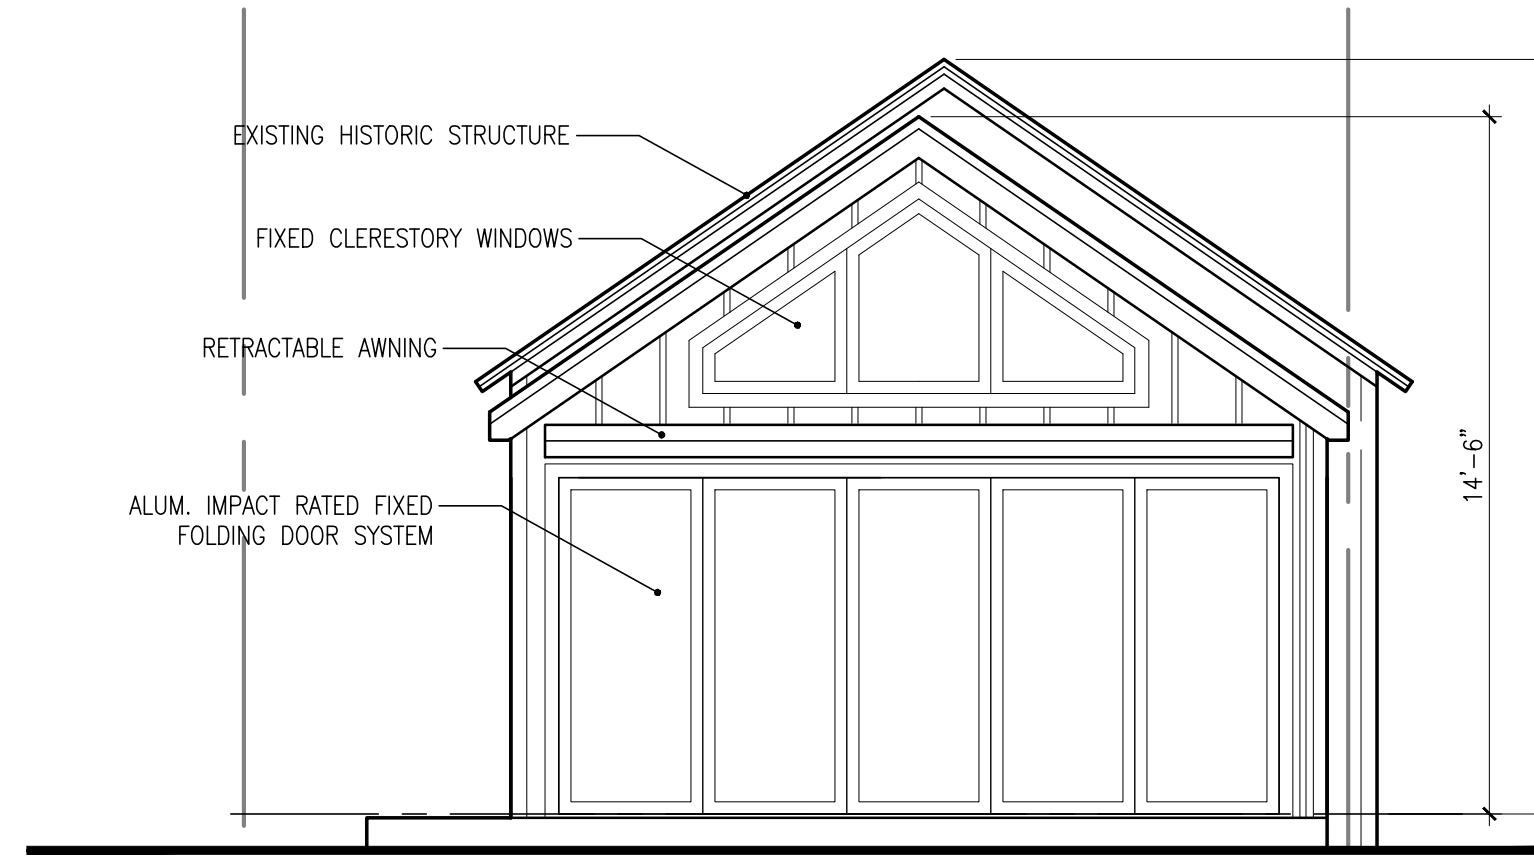 EXISTING HISTORIC STRUCTURE
FIXED CLERESTORY WINDOWS
RETRACTABLE AWNING
ALUM. IMPACT RATED FIXED
FOLDING DOOR SYSTEM
14'-6"